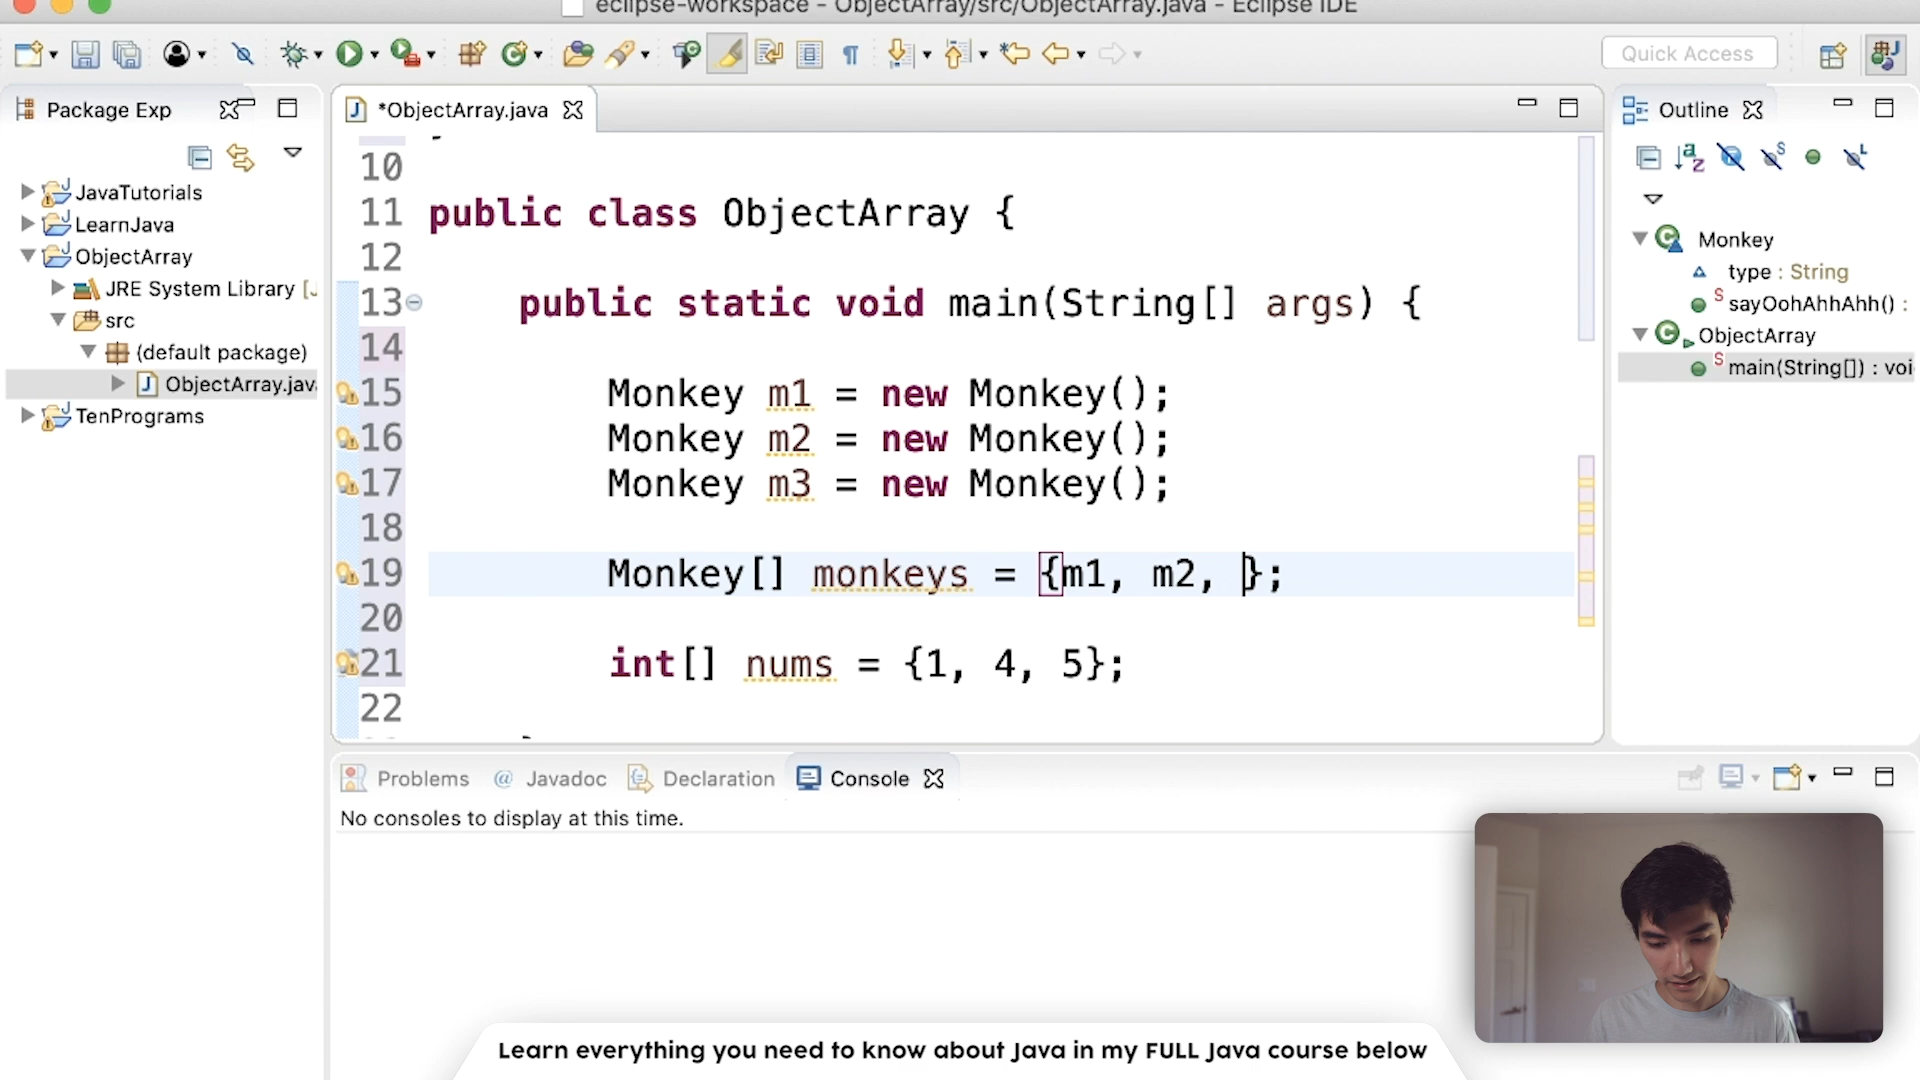 eclipse-workspace - ObjectArray/src/ObjectArray.java - Eclipse IDE
Quick Access
Package Exp
*ObjectArray.java
Outline
JavaTutorials
LearnJava
ObjectArray
JRE System Library [J
src
(default package)
ObjectArray.jav
TenPrograms
10
11 public class ObjectArray {
12
13 public static void main(String[] args) {
14
15 Monkey m1 = new Monkey();
16 Monkey m2 = new Monkey();
17 Monkey m3 = new Monkey();
18
19 Monkey[] monkeys = {m1, m2, };
20
21 int[] nums = {1, 4, 5};
22
Monkey
type : String
sayOohAhhAhh() :
ObjectArray
main(String[]) : voi
Problems
@ Javadoc
Declaration
Console
No consoles to display at this time.
Learn everything you need to know about Java in my FULL Java course below